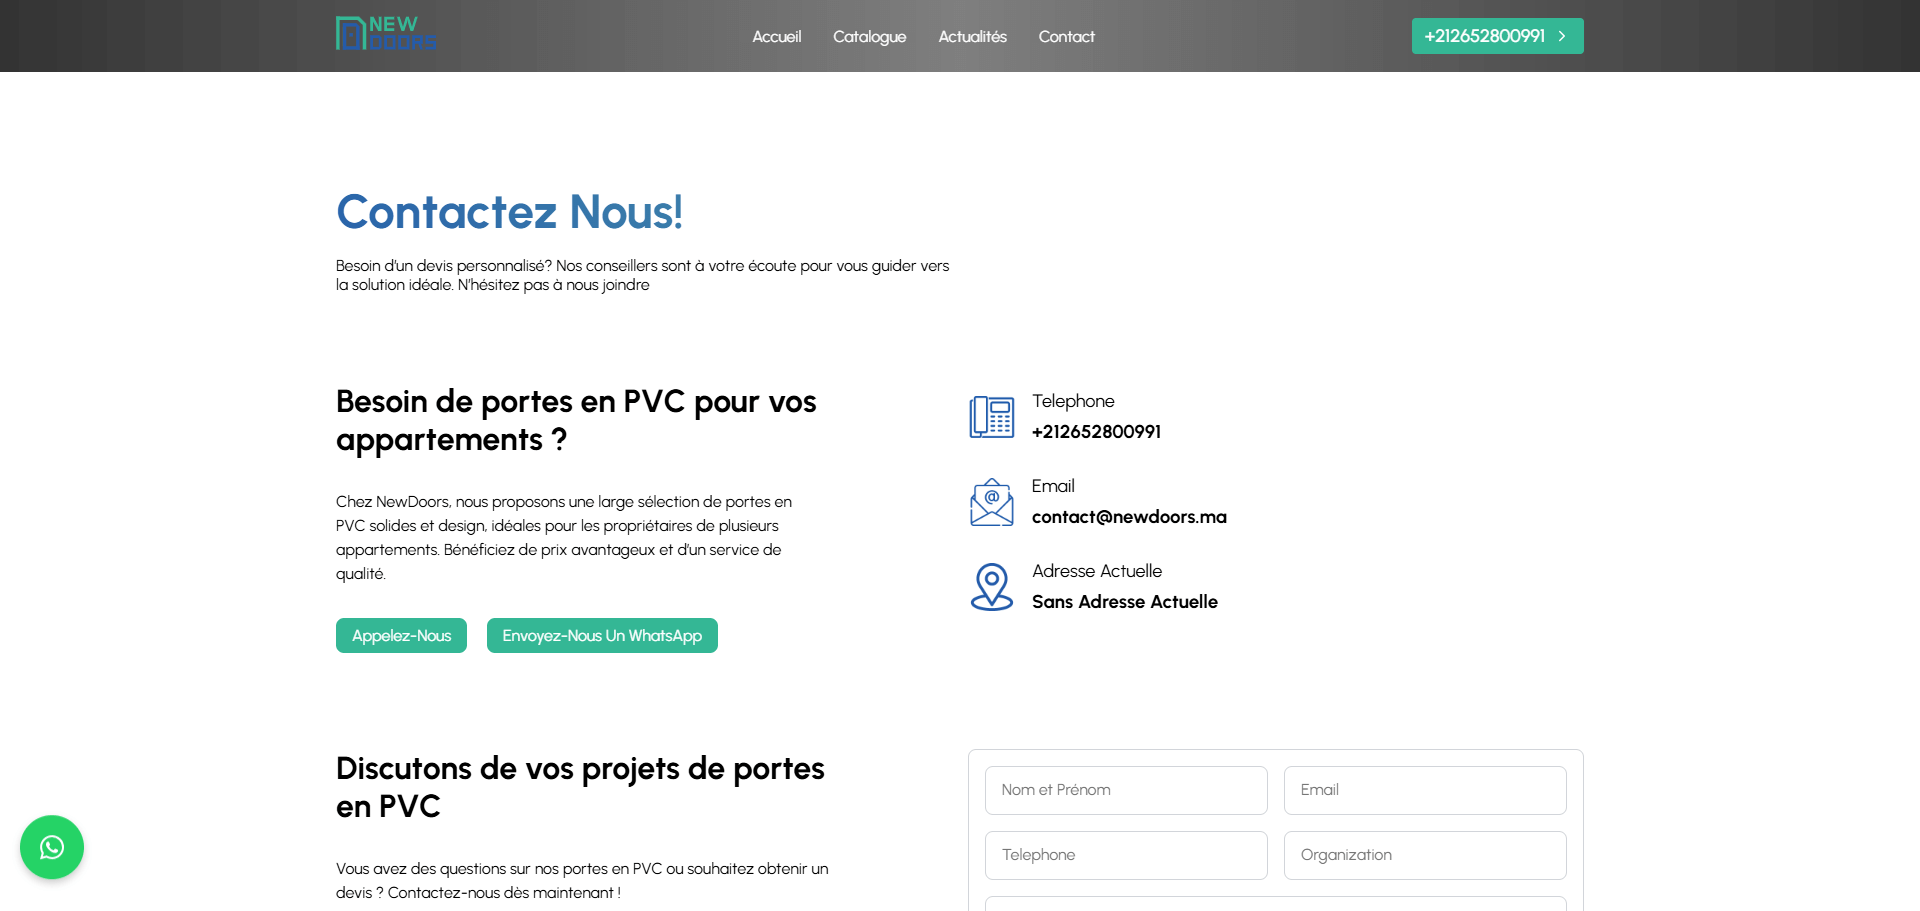 NEW
DOORS
Accueil
Catalogue
Actualités
Contact
+212652800991
Contactez Nous!
Besoin d'un devis personnalisé? Nos conseillers sont à votre écoute pour vous guider vers
la solution idéale. N'hésitez pas à nous joindre
Besoin de portes en PVC pour vos
appartements ?
Chez NewDoors, nous proposons une large sélection de portes en
PVC solides et design, idéales pour les propriétaires de plusieurs
appartements. Bénéficiez de prix avantageux et d'un service de
qualité.
Appelez-Nous
Envoyez-Nous Un WhatsApp
Telephone
+212652800991
Email
contact@newdoors.ma
Adresse Actuelle
Sans Adresse Actuelle
Discutons de vos projets de portes
en PVC
Vous avez des questions sur nos portes en PVC ou souhaitez obtenir un
devis ? Contactez-nous dès maintenant !
Nom et Prénom
Email
Telephone
Organization